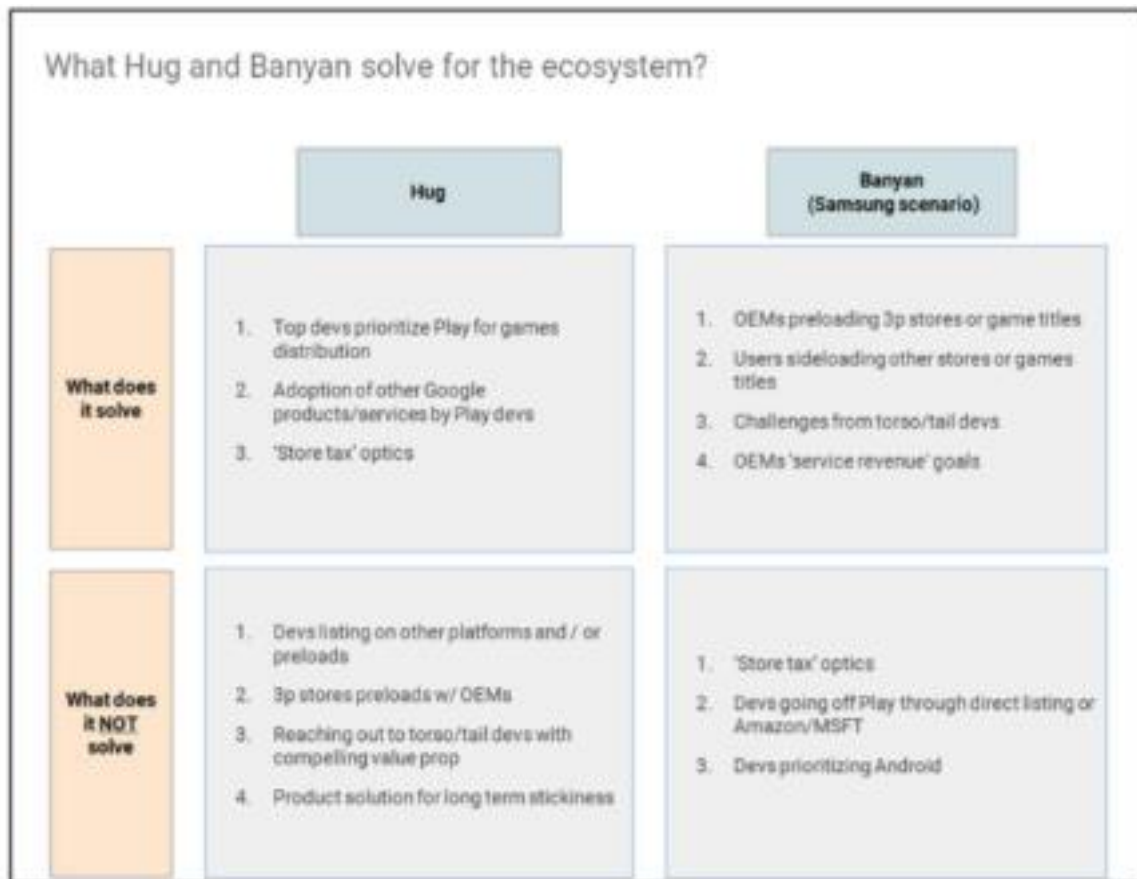 What Hug and Banyan solve for the ecosystem?
Hug
Banyan
(Samsung scenario)
What does
it solve
1. Top devs prioritize Play for games
distribution
2. Adoption of other Google
products/services by Play devs
3. 'Store tax' optics
1. OEMs preloading 3p stores or game titles
2. Users sideloading other stores or games
titles
3. Challenges from torso/tail devs
4. OEMs 'service revenue' goals
What does
it NOT
solve
1. Devs listing on other platforms and / or
preloads
2. 3p stores preloads w/ OEMs
3. Reaching out to torso/tail devs with
compelling value prop
4. Product solution for long term stickiness
1. 'Store tax' optics
2. Devs going off Play through direct listing or
Amazon/MSFT
3. Devs prioritizing Android